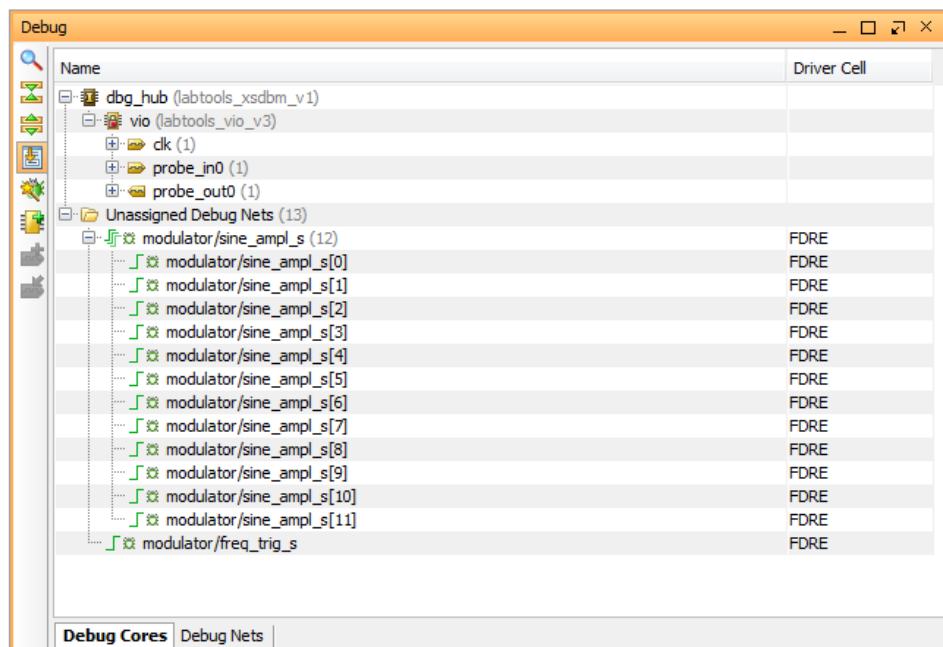 Debug
Name Driver Cell
dbg_hub (labtools_xsdbm_v1)
vio (labtools_vio_v3)
clk (1)
probe_in0 (1)
probe_out0 (1)
Unassigned Debug Nets (13)
modulator/sine_ampl_s (12) FDRE
modulator/sine_ampl_s[0] FDRE
modulator/sine_ampl_s[1] FDRE
modulator/sine_ampl_s[2] FDRE
modulator/sine_ampl_s[3] FDRE
modulator/sine_ampl_s[4] FDRE
modulator/sine_ampl_s[5] FDRE
modulator/sine_ampl_s[6] FDRE
modulator/sine_ampl_s[7] FDRE
modulator/sine_ampl_s[8] FDRE
modulator/sine_ampl_s[9] FDRE
modulator/sine_ampl_s[10] FDRE
modulator/sine_ampl_s[11] FDRE
modulator/freq_trig_s FDRE
Debug Cores Debug Nets